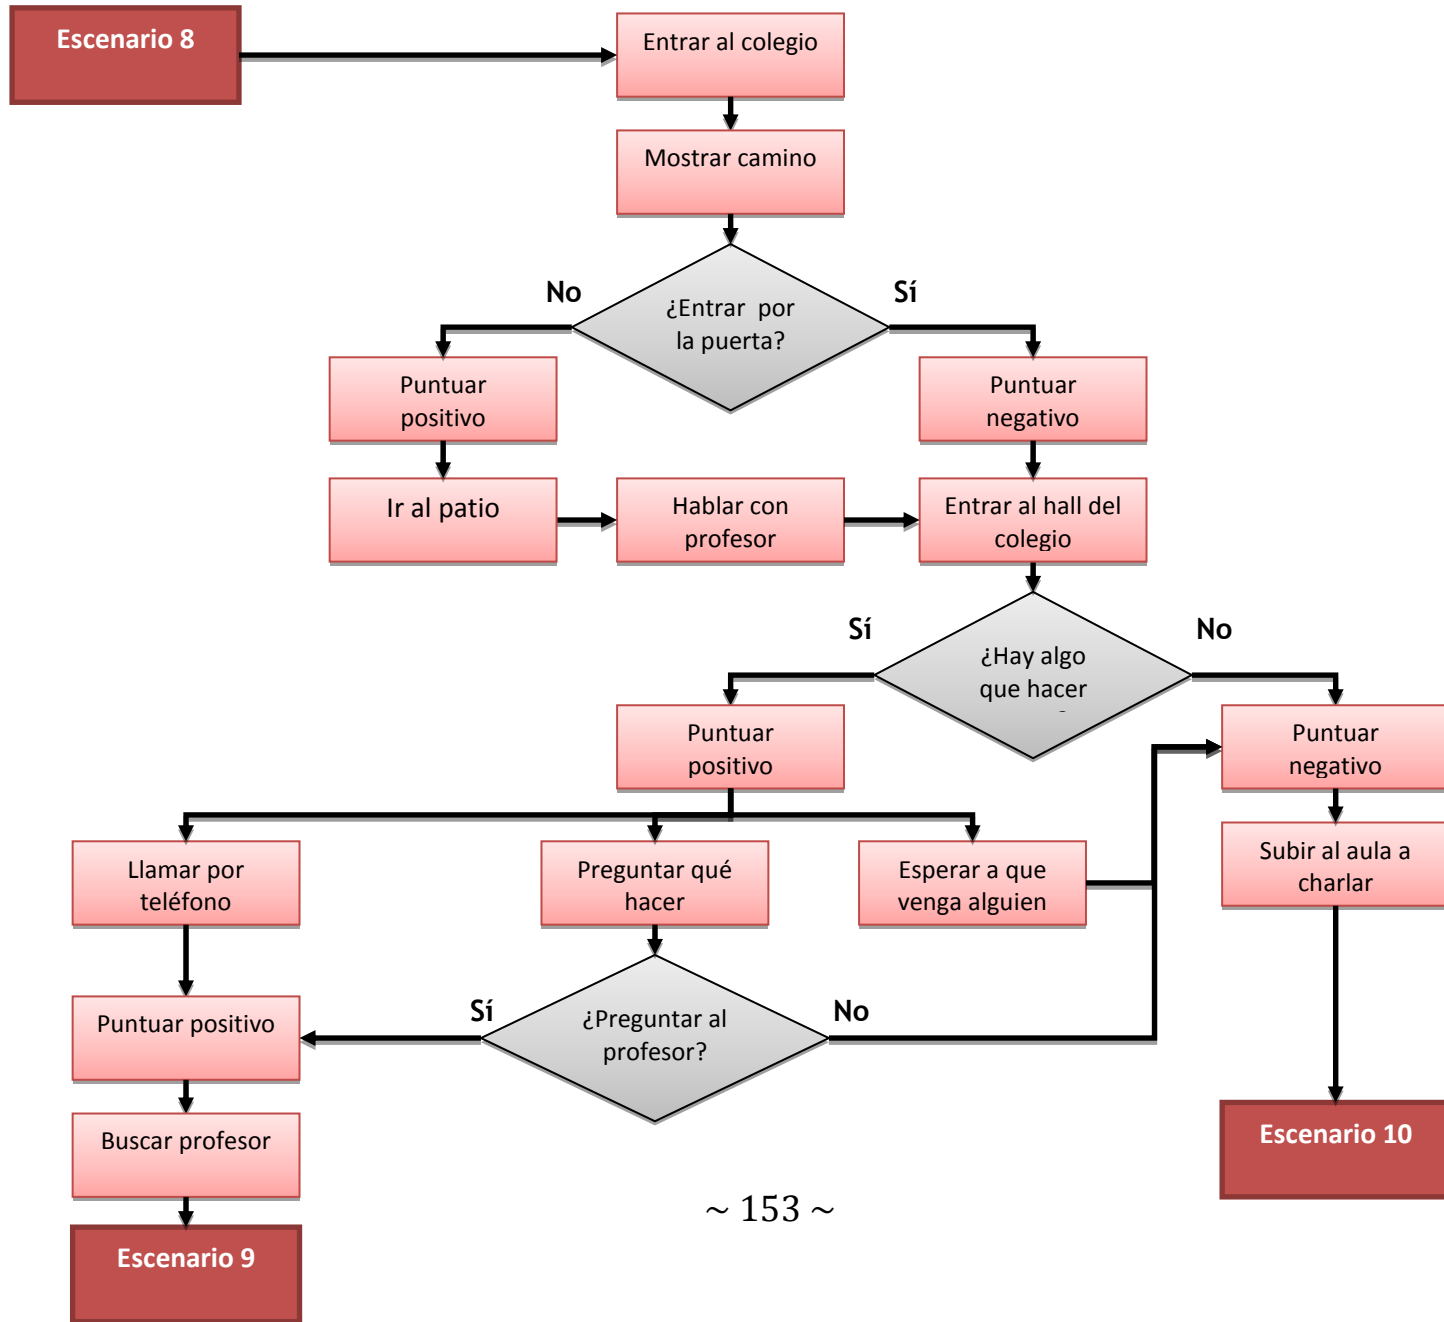 Escenario 8
Entrar al colegio
Mostrar camino
No
Sí
¿Entrar por
la puerta?
Puntuar
positivo
Puntuar
negativo
Ir al patio
Hablar con
profesor
Entrar al hall del
colegio
Sí
No
¿Hay algo
que hacer
Puntuar
positivo
Puntuar
negativo
Llamar por
teléfono
Preguntar qué
hacer
Esperar a que
venga alguien
Subir al aula a
charlar
Puntuar positivo
Sí
¿Preguntar al
profesor?
No
Buscar profesor
Escenario 10
Escenario 9
~ 153 ~